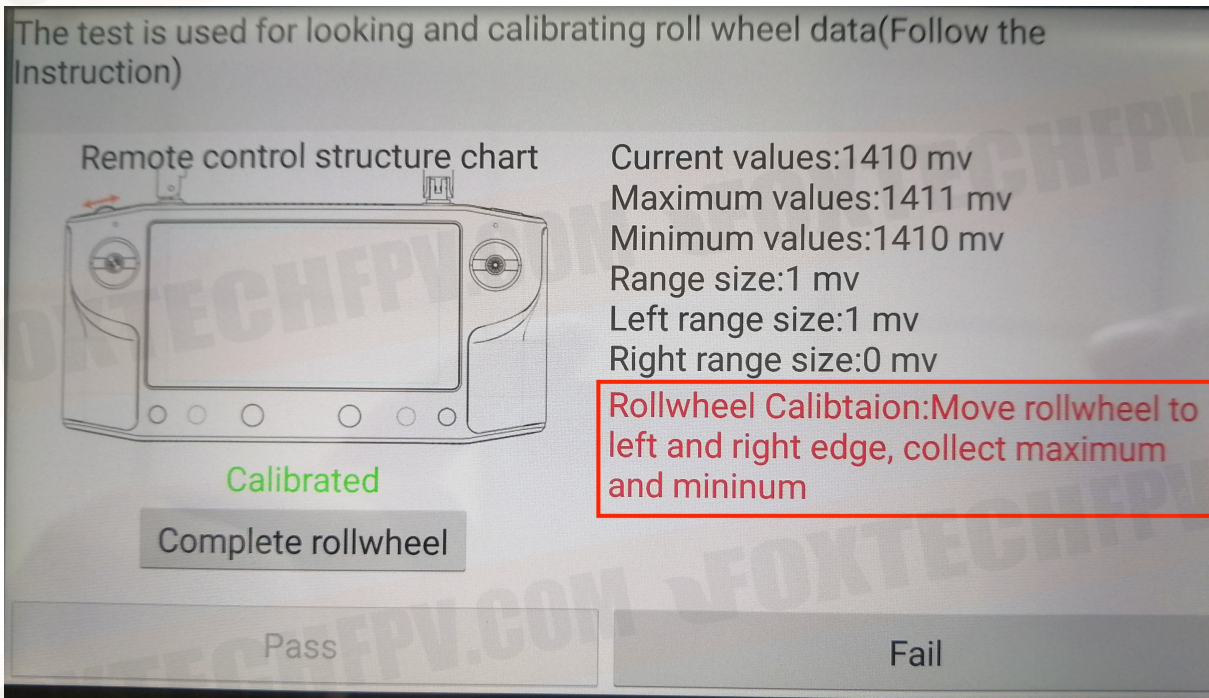 The test is used for looking and calibrating roll wheel data(Follow the
Instruction)
Remote control structure chart
Current values:1410 mv
Maximum values:1411 mv
Minimum values:1410 mv
Range size:1 mv
Left range size:1 mv
Right range size:0 mv
Rollwheel Calibtaion:Move rollwheel to
left and right edge, collect maximum
and mininum
Calibrated
Complete rollwheel
Pass
Fail
FOXTECHFPV.COM
FOXTECHFPV